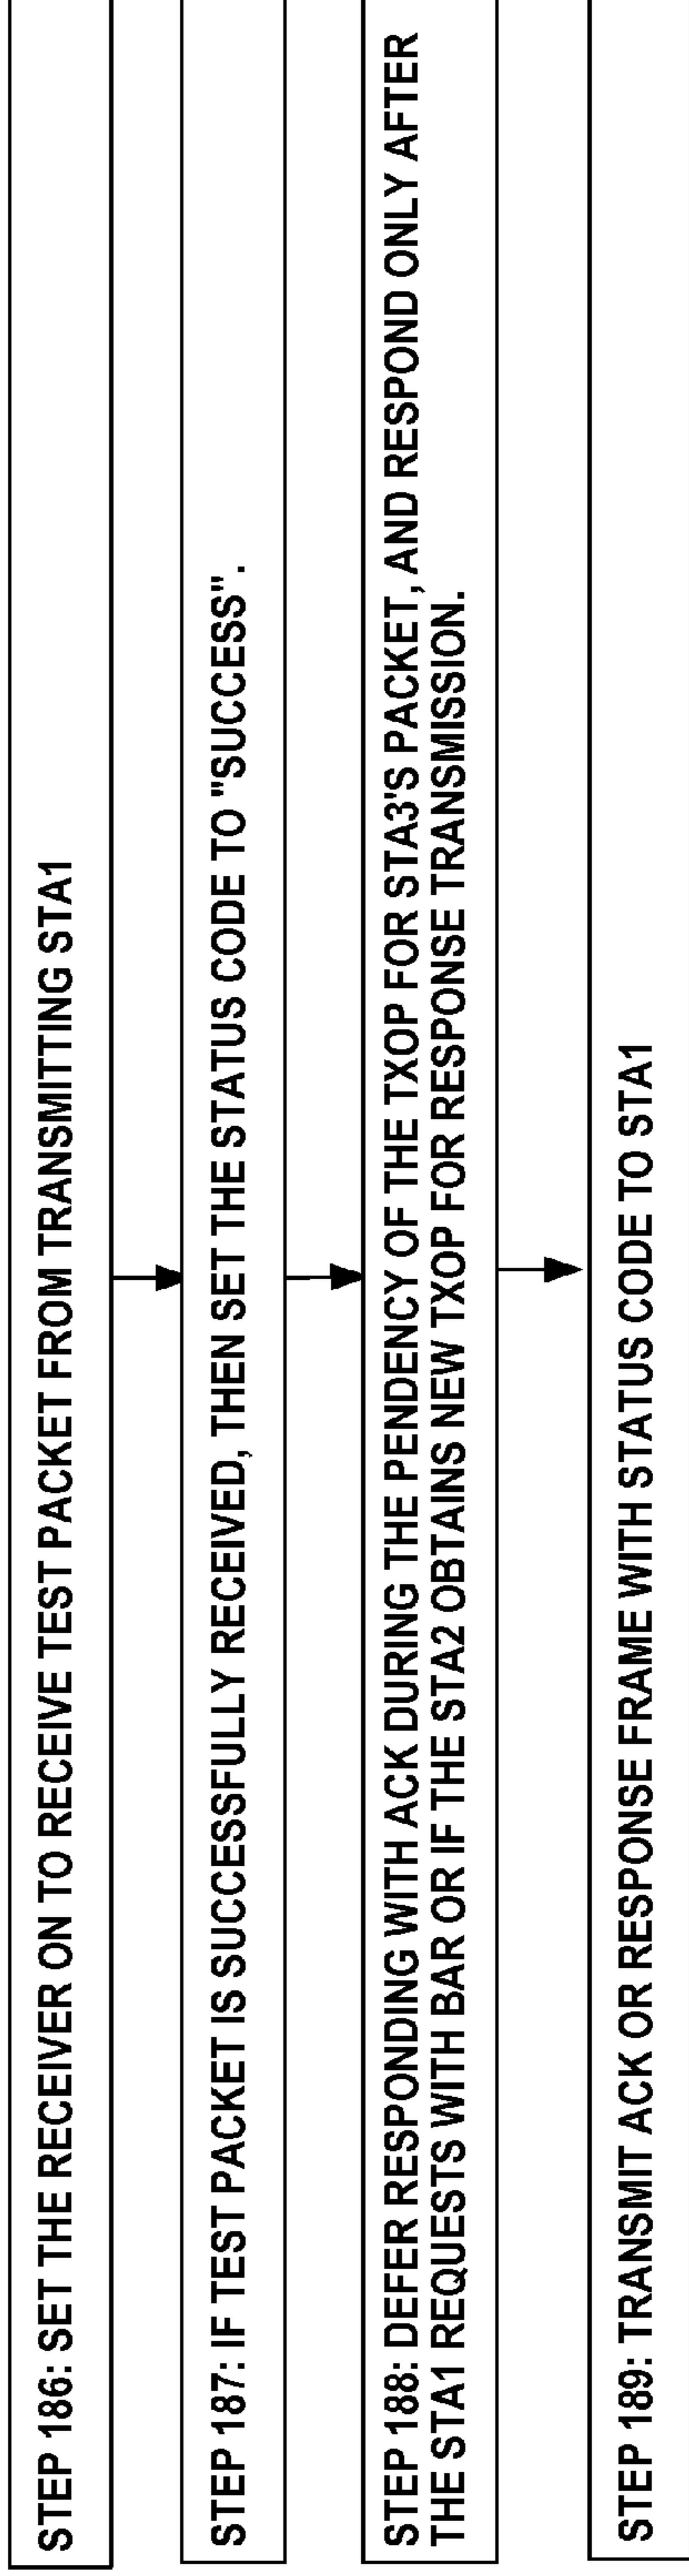 STEP 186: SET THE RECEIVER ON TO RECEIVE TEST PACKET FROM TRANSMITTING STA1
STEP 187: IF TEST PACKET IS SUCCESSFULLY RECEIVED, THEN SET THE STATUS CODE TO "SUCCESS".
STEP 188: DEFER RESPONDING WITH ACK DURING THE PENDENCY OF THE TXOP FOR STA3'S PACKET, AND RESPOND ONLY AFTER
THE STA1 REQUESTS WITH BAR OR IF THE STA2 OBTAINS NEW TXOP FOR RESPONSE TRANSMISSION.
STEP 189: TRANSMIT ACK OR RESPONSE FRAME WITH STATUS CODE TO STA1